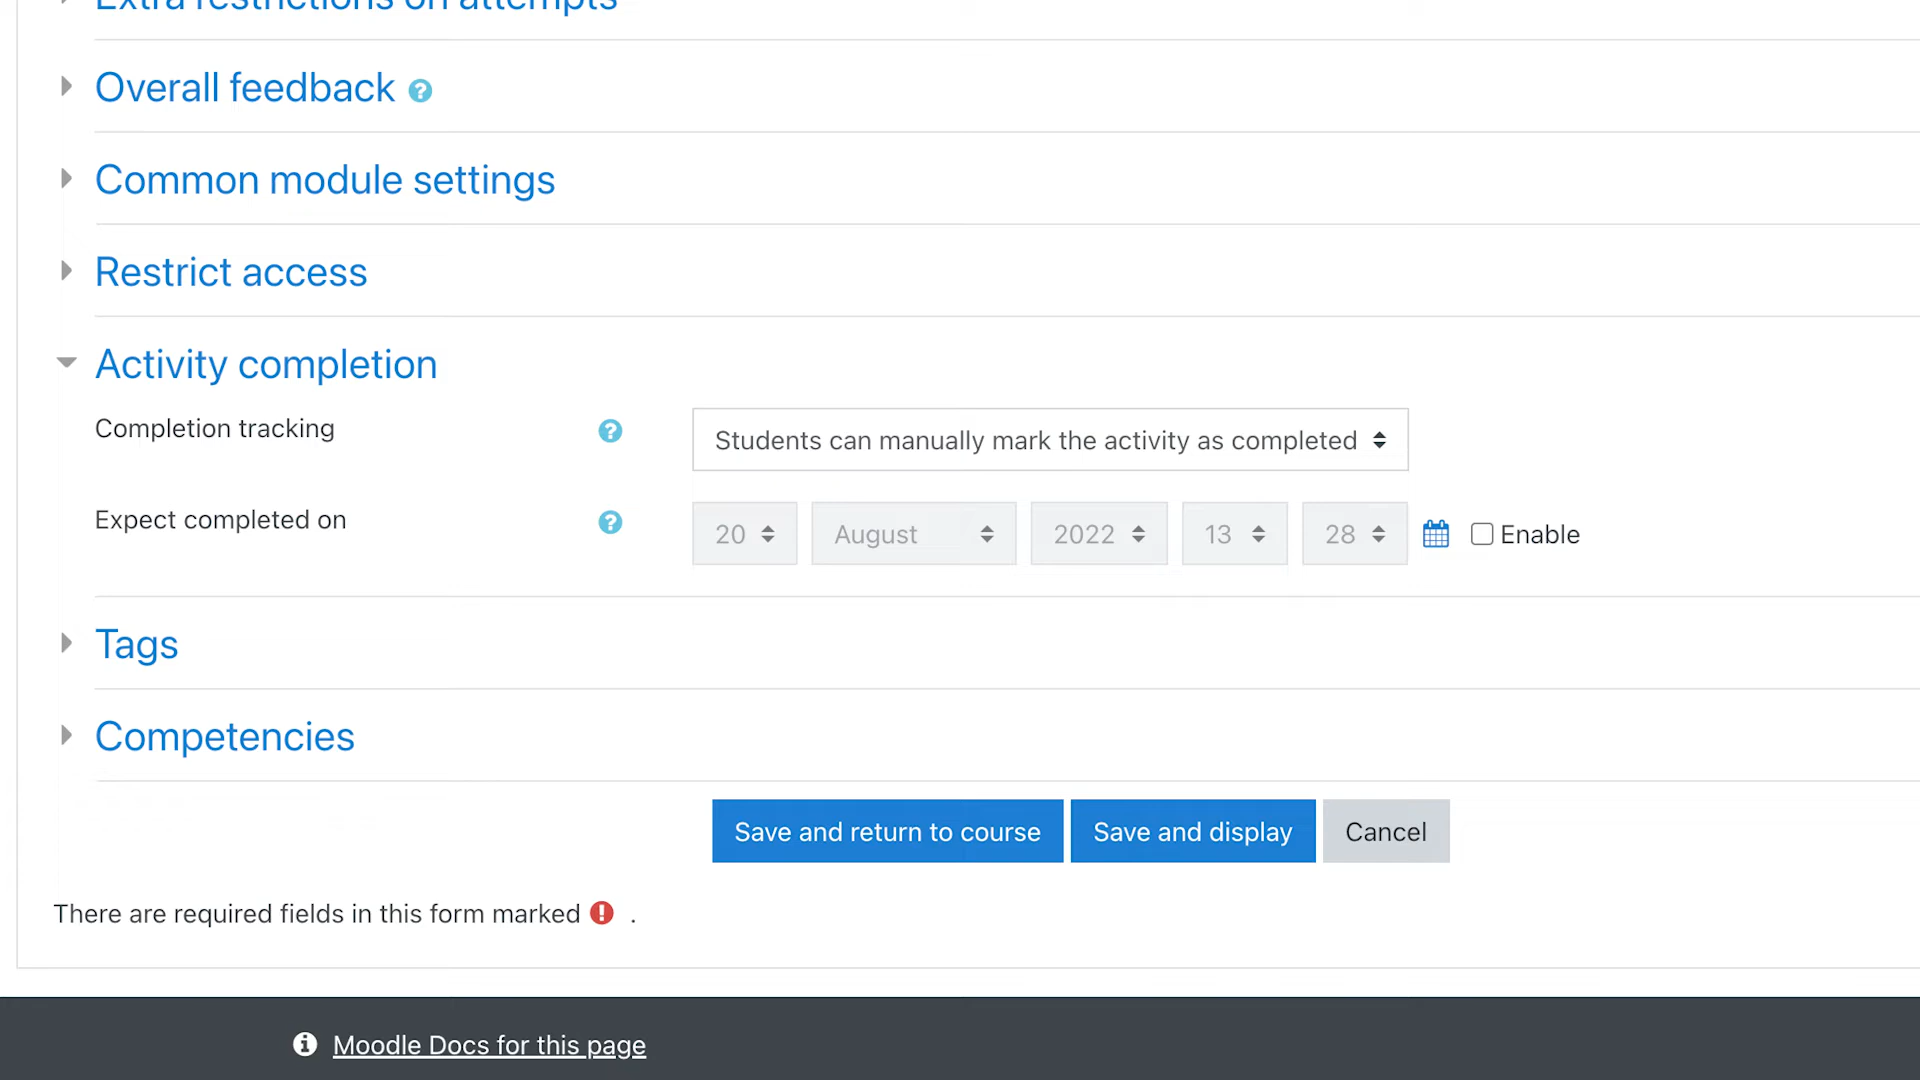 Extra restrictions on attempts
Overall feedback
Common module settings
Restrict access
Activity completion
Completion tracking
Students can manually mark the activity as completed
Expect completed on
20 August 2022 13 28 Enable
Tags
Competencies
Save and return to course Save and display Cancel
There are required fields in this form marked .
Moodle Docs for this page